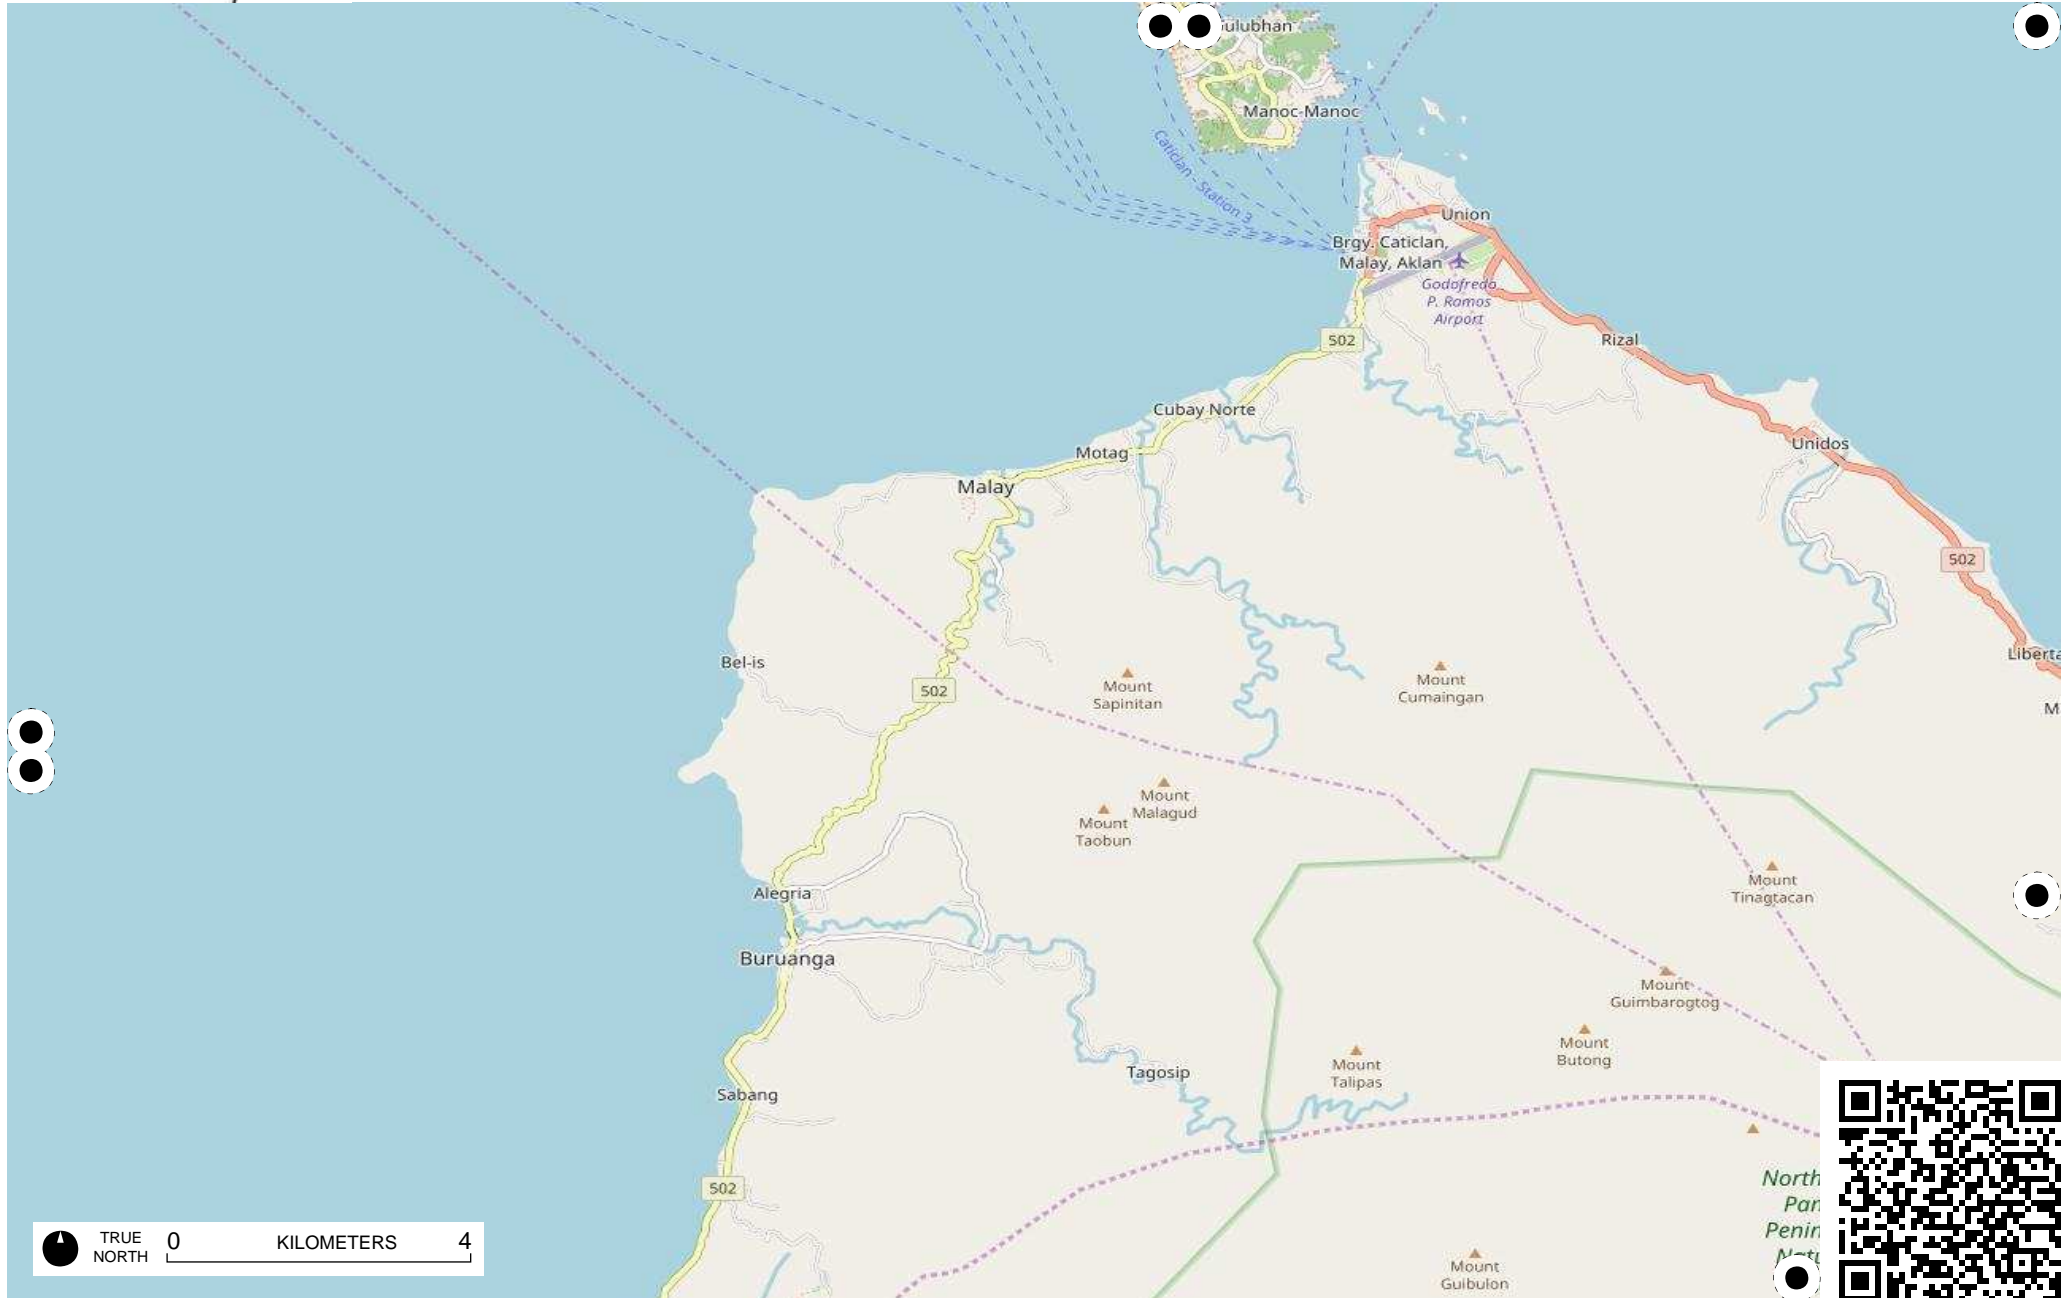 Manoc-Manoc
Caticlan - Station 3
Union
Brgy. Caticlan,
Malay, Aklan
Godofredo
P. Ramos
Airport
502
Rizal
Cubay Norte
Unidos
Motag
Malay
502
Bel-is
502
Mount
Sapinitan
Mount
Cumaingan
Mount
Malagud
Mount
Taobun
Alegria
Mount
Tinagtacan
Buruanga
Mount
Guimbarogtog
Mount
Butong
Mount
Talipas
Tagosip
Sabang
502
North
Mount
Guibulon
TRUE
NORTH
0 KILOMETERS 4